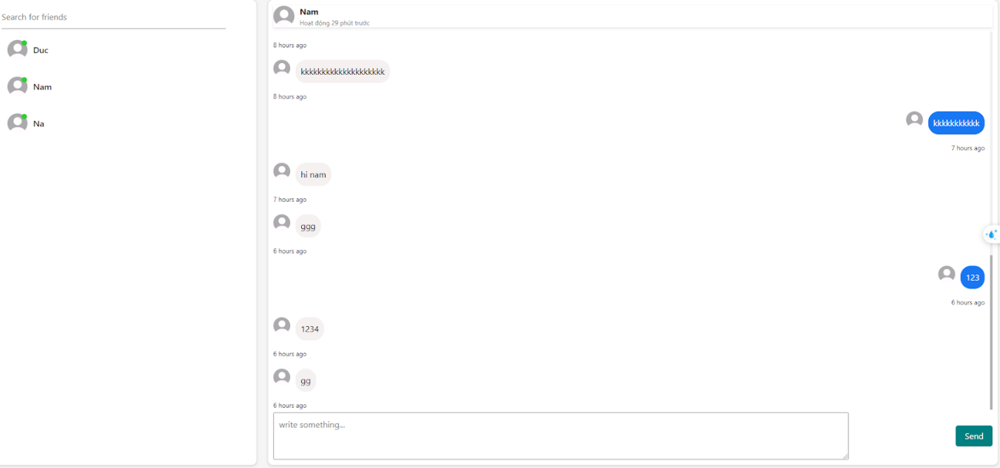 Search for friends
Duc
Nam
Na
Nam
Hoạt động 29 phút trước
8 hours ago
kkkkkkkkkkkkkkkkkkkk
8 hours ago
kkkkkkkkkkk
7 hours ago
hi nam
7 hours ago
ggg
6 hours ago
123
6 hours ago
1234
6 hours ago
gg
6 hours ago
write something...
Send